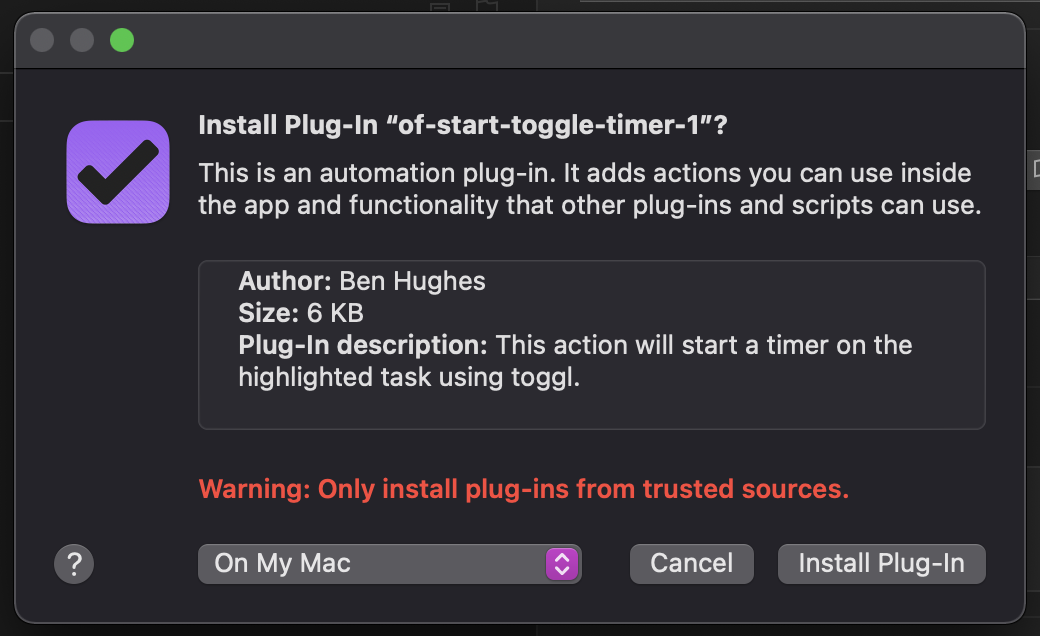 Install Plug-In “of-start-toggle-timer-1”?
This is an automation plug-in. It adds actions you can use inside
the app and functionality that other plug-ins and scripts can use.
Author: Ben Hughes
Size: 6 KB
Plug-In description: This action will start a timer on the
highlighted task using toggl.
Warning: Only install plug-ins from trusted sources.
?
On My Mac
Cancel
Install Plug-In